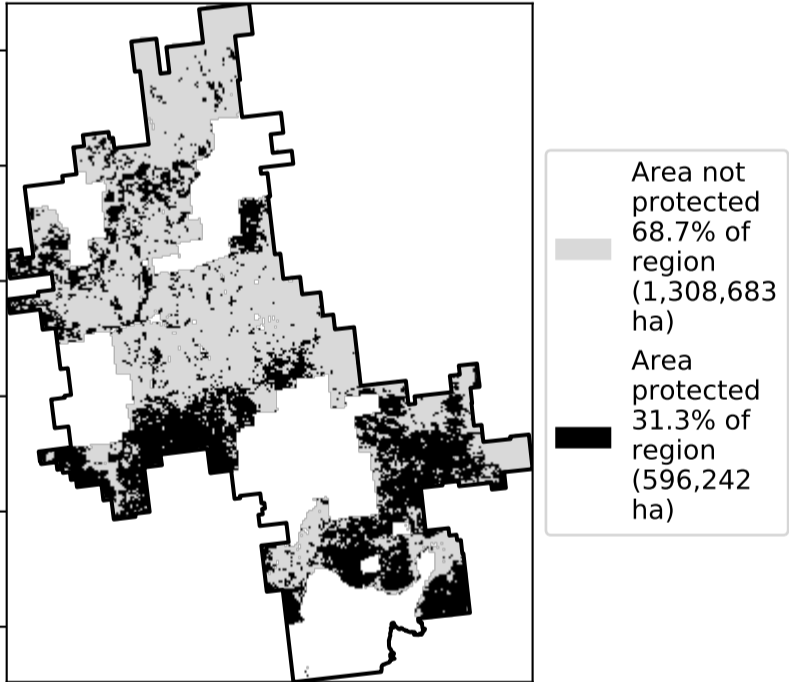 Area not
protected
68.7% of
region
(1,308,683
ha)
Area
protected
31.3% of
region
(596,242
ha)